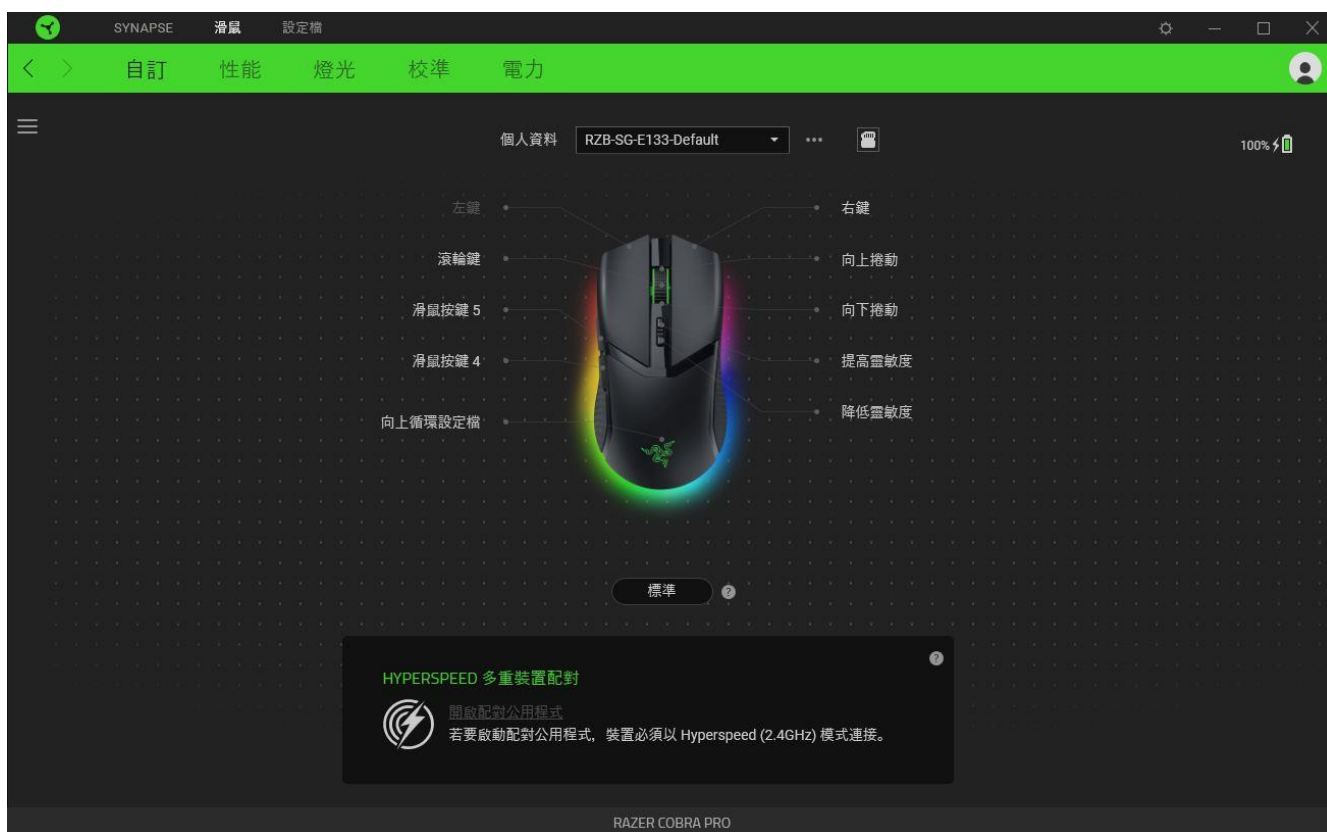 SYNAPSE 滑鼠 設定檔
自訂 性能 燈光 校準 電力
個人資料 RZB-SG-E133-Default
100%
左鍵
滾輪鍵
滑鼠按鍵 5
滑鼠按鍵 4
向上循環設定檔
右鍵
向上捲動
向下捲動
提高靈敏度
降低靈敏度
標準
HYPERSPEED 多重裝置配對
開啟配對公用程式
若要啟動配對公用程式，裝置必須以 Hyperspeed (2.4GHz) 模式連接。
RAZER COBRA PRO